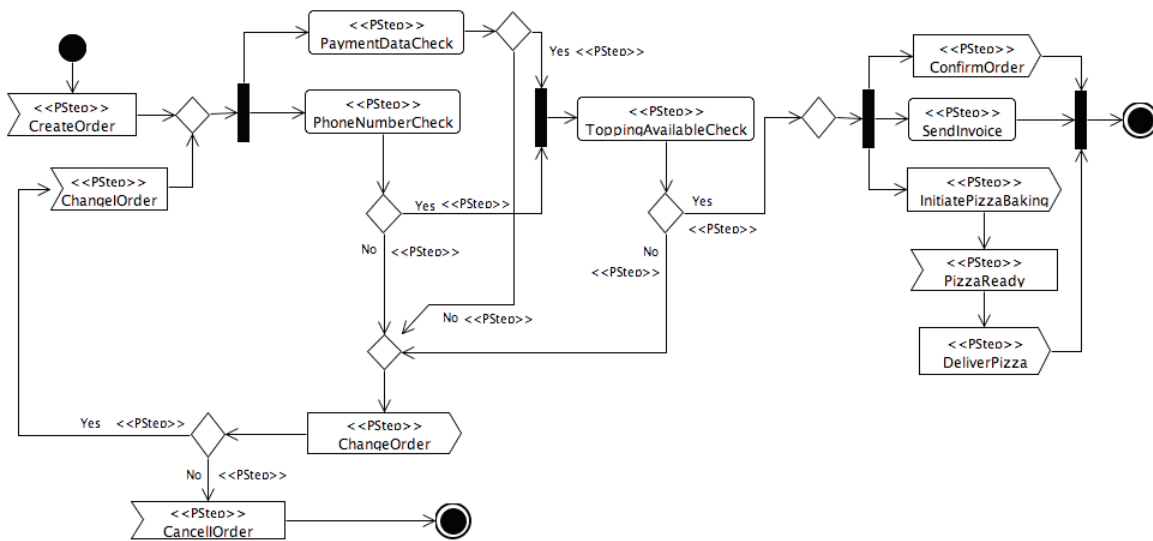 <<PStep>>
PaymentDataCheck
Yes <<PStep>>
<<PStep>>
ConfirmOrder
<<PStep>>
CreateOrder
<<PStep>>
PhoneNumberCheck
<<PStep>>
ToppingAvailableCheck
<<PStep>>
SendInvoice
<<PStep>>
ChangelOrder
Yes <<PStep>>
Yes
<<PStep>>
<<PStep>>
InitiatePizzaBaking
No <<PStep>>
No
<<PStep>>
<<PStep>>
PizzaReady
No <<PStep>>
<<PStep>>
DeliverPizza
Yes <<PStep>>
<<PStep>>
ChangeOrder
No <<PStep>>
<<PStep>>
CancelIOrder